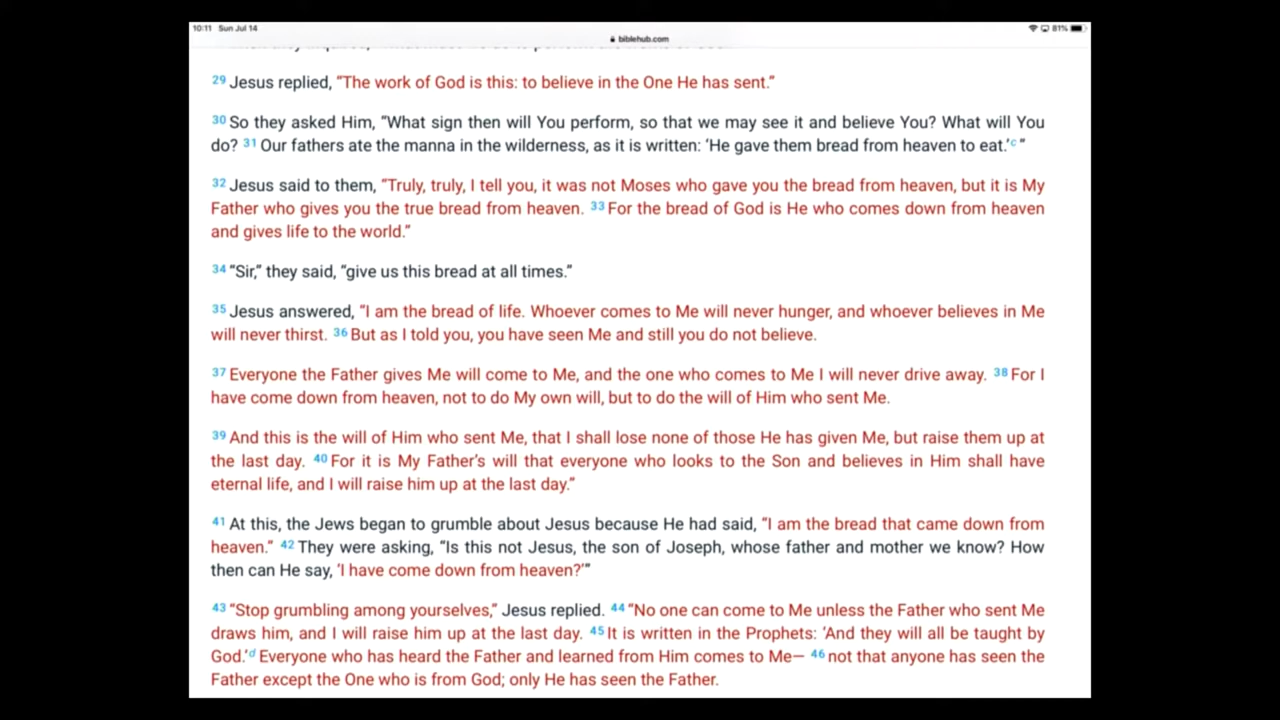 10:11 Sun Jul 14
81%
biblehub.com
29 Jesus replied, “The work of God is this: to believe in the One He has sent.”
30 So they asked Him, “What sign then will You perform, so that we may see it and believe You? What will You
do? 31 Our fathers ate the manna in the wilderness, as it is written: ‘He gave them bread from heaven to eat.’c ”
32 Jesus said to them, “Truly, truly, I tell you, it was not Moses who gave you the bread from heaven, but it is My
Father who gives you the true bread from heaven. 33 For the bread of God is He who comes down from heaven
and gives life to the world.”
34 “Sir,” they said, “give us this bread at all times.”
35 Jesus answered, “I am the bread of life. Whoever comes to Me will never hunger, and whoever believes in Me
will never thirst. 36 But as I told you, you have seen Me and still you do not believe.
37 Everyone the Father gives Me will come to Me, and the one who comes to Me I will never drive away. 38 For I
have come down from heaven, not to do My own will, but to do the will of Him who sent Me.
39 And this is the will of Him who sent Me, that I shall lose none of those He has given Me, but raise them up at
the last day. 40 For it is My Father’s will that everyone who looks to the Son and believes in Him shall have
eternal life, and I will raise him up at the last day.”
41 At this, the Jews began to grumble about Jesus because He had said, “I am the bread that came down from
heaven.” 42 They were asking, “Is this not Jesus, the son of Joseph, whose father and mother we know? How
then can He say, ‘I have come down from heaven?’”
43 “Stop grumbling among yourselves,” Jesus replied. 44 “No one can come to Me unless the Father who sent Me
draws him, and I will raise him up at the last day. 45 It is written in the Prophets: ‘And they will all be taught by
God.’d Everyone who has heard the Father and learned from Him comes to Me— 46 not that anyone has seen the
Father except the One who is from God; only He has seen the Father.